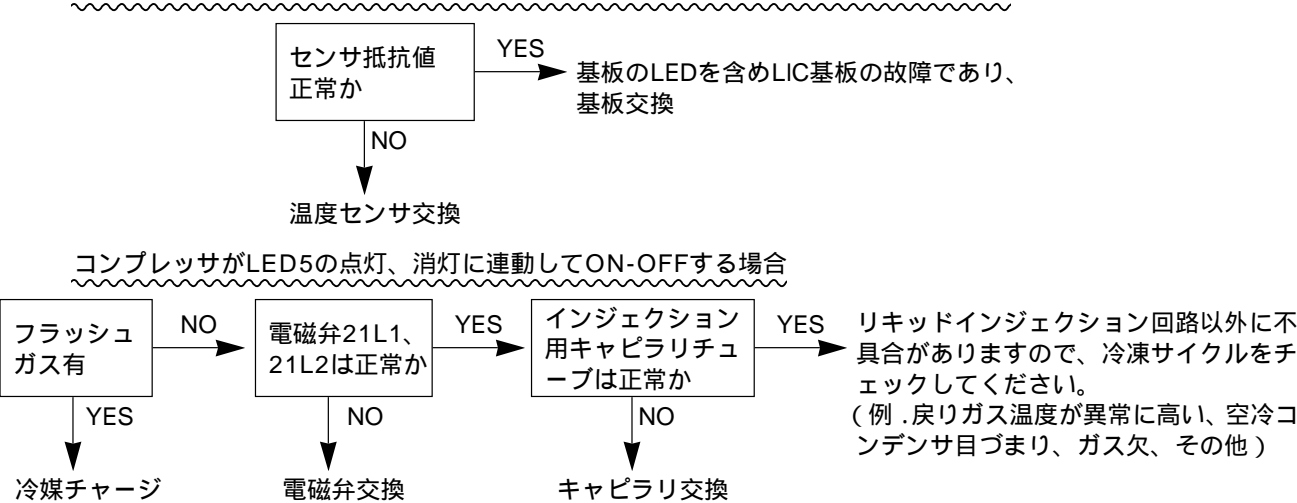 センサ抵抗値
正常か
YES
基板のLEDを含めLIC基板の故障であり、
基板交換
NO
温度センサ交換
コンプレッサがLED5の点灯、消灯に連動してON-OFFする場合
フラッシュ
ガス有
NO
電磁弁21L1、
21L2は正常か
YES
インジェクション
用キャピラリチュ
ーブは正常か
YES
リキッドインジェクション回路以外に不
具合がありますので、冷凍サイクルをチ
ェックしてください。
（例．戻りガス温度が異常に高い、空冷コ
ンデンサ目づまり、ガス欠、その他）
YES
NO
NO
冷媒チャージ
電磁弁交換
キャピラリ交換